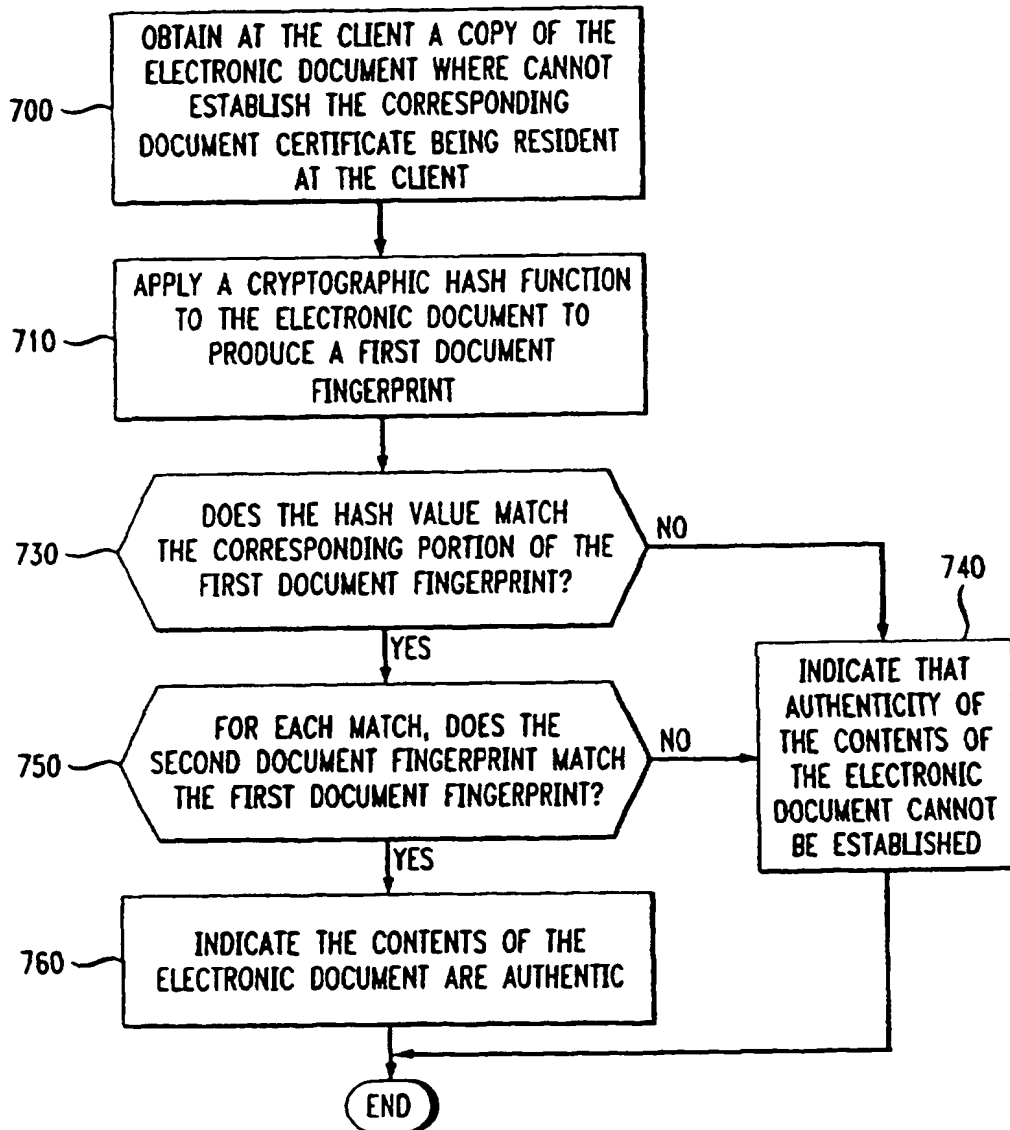 OBTAIN AT THE CLIENT A COPY OF THE
ELECTRONIC DOCUMENT WHERE CANNOT
ESTABLISH THE CORRESPONDING
DOCUMENT CERTIFICATE BEING RESIDENT
AT THE CLIENT
700
APPLY A CRYPTOGRAPHIC HASH FUNCTION
TO THE ELECTRONIC DOCUMENT TO
PRODUCE A FIRST DOCUMENT
FINGERPRINT
710
DOES THE HASH VALUE MATCH
THE CORRESPONDING PORTION OF THE
FIRST DOCUMENT FINGERPRINT?
730
NO
YES
740
INDICATE THAT
AUTHENTICITY OF
THE CONTENTS OF
THE ELECTRONIC
DOCUMENT CANNOT
BE ESTABLISHED
FOR EACH MATCH, DOES THE
SECOND DOCUMENT FINGERPRINT MATCH
THE FIRST DOCUMENT FINGERPRINT?
750
NO
YES
INDICATE THE CONTENTS OF THE
ELECTRONIC DOCUMENT ARE AUTHENTIC
760
END